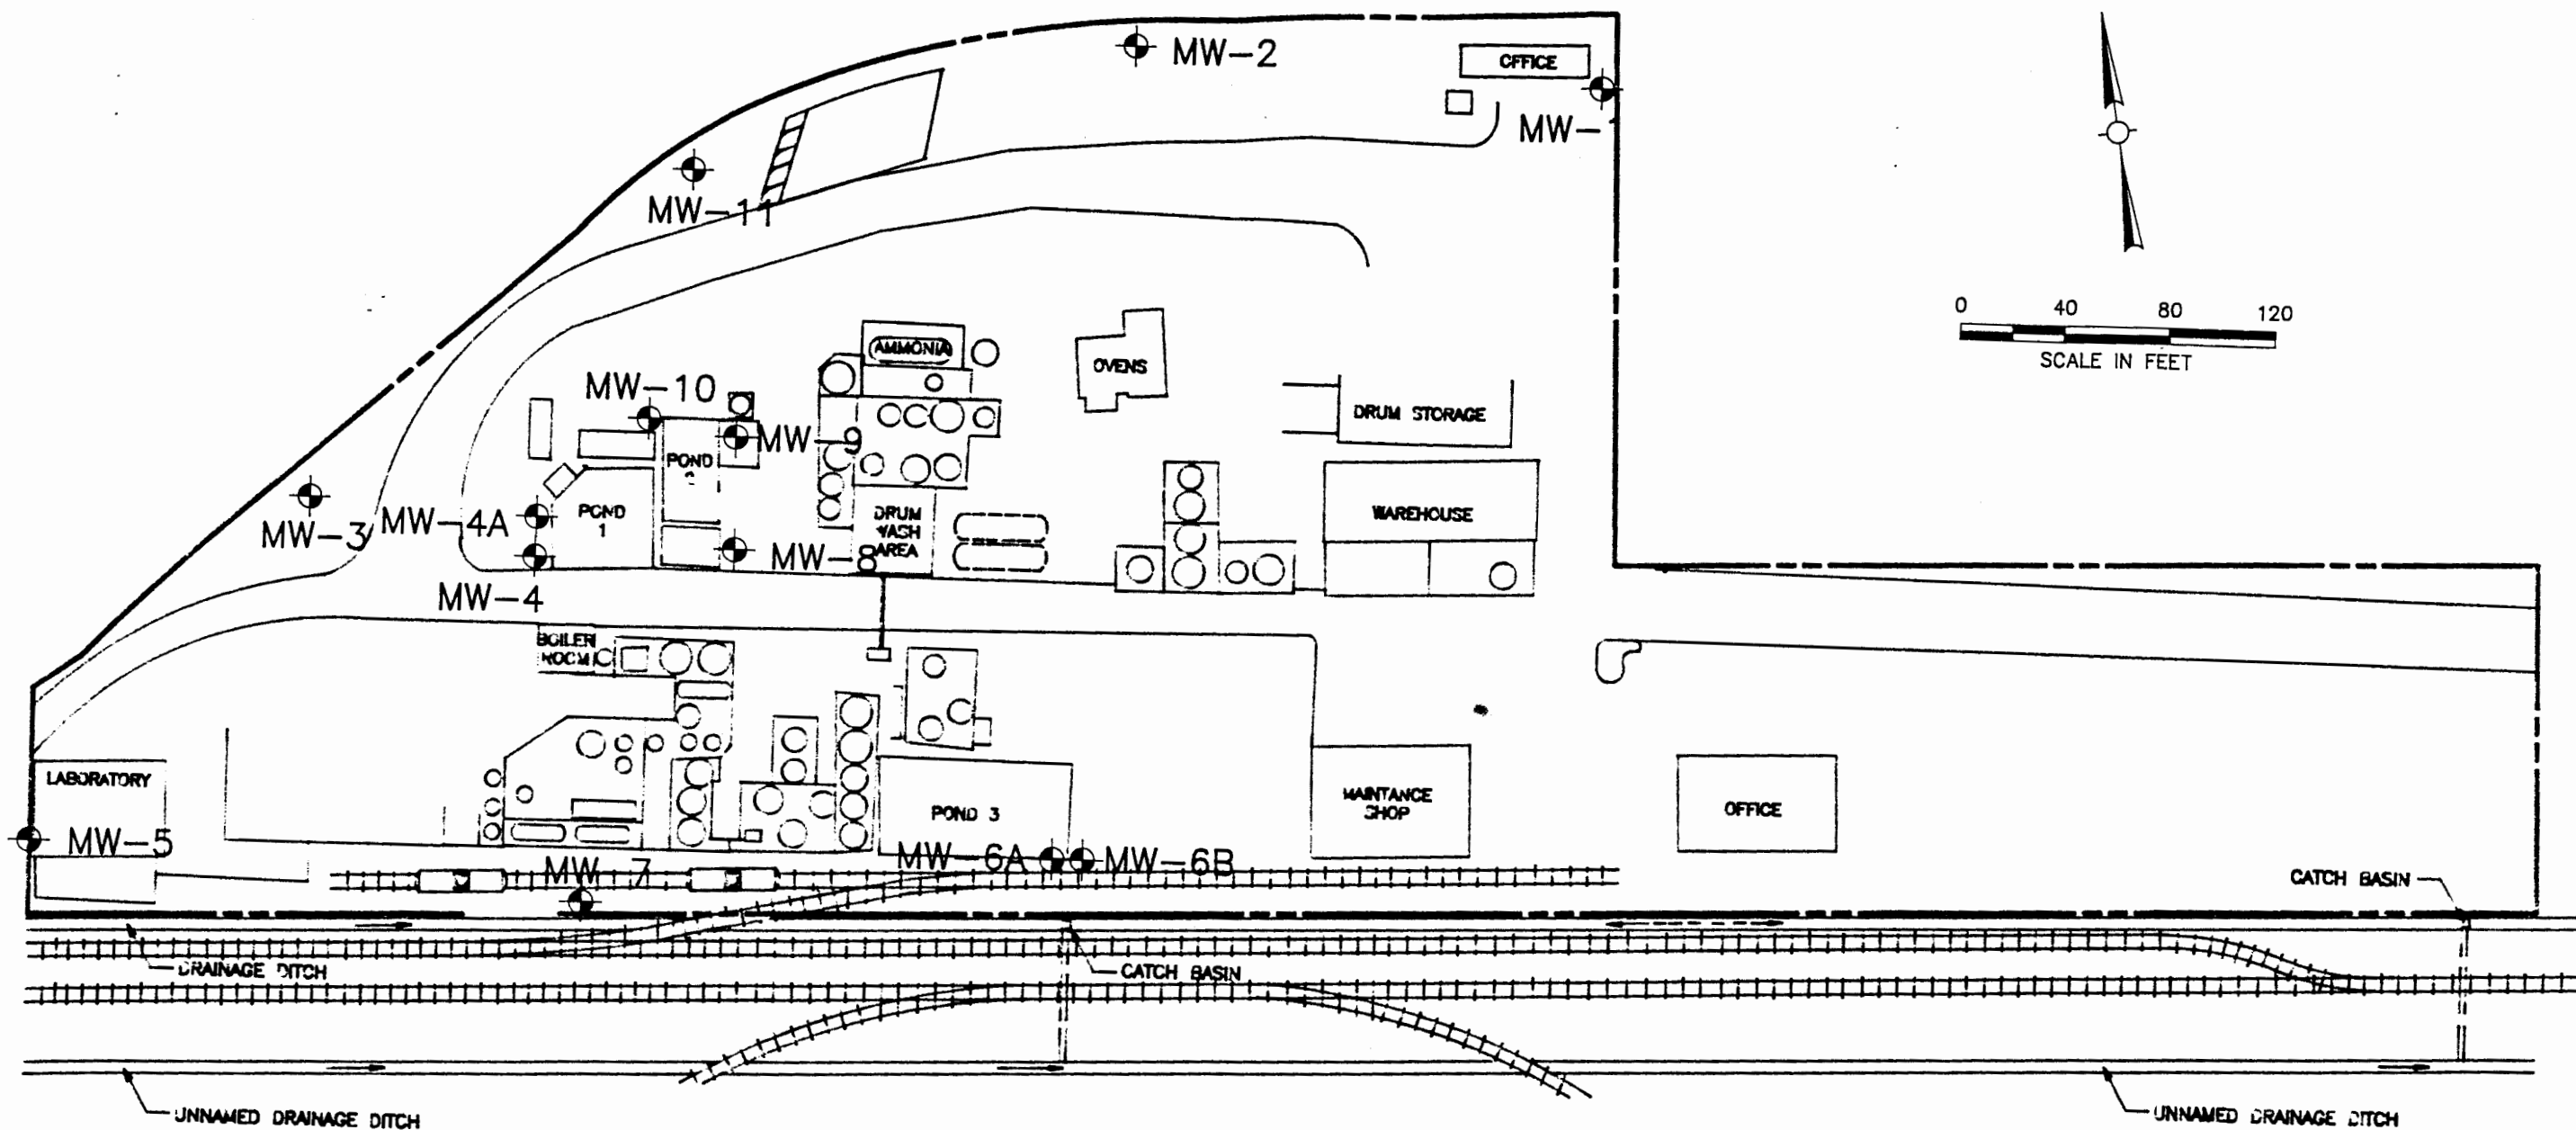 MW-2
OFFICE
MW-
MW-11
0 40 80 120
SCALE IN FEET
AMMONIA
OVENS
MW-10
DRUM STORAGE
MW-9
POND
MW-3
MW-4A
POND
1
DRUM
WASH
AREA
WAREHOUSE
MW-8
MW-4
BOILER
ROOM
LABORATORY
MAINTANCE
SHOP
OFFICE
POND 3
MW-5
MW-6A
MW-6B
MW-7
CATCH BASIN
DRAINAGE DITCH
CATCH BASIN
UNNAMED DRAINAGE DITCH
UNNAMED DRAINAGE DITCH